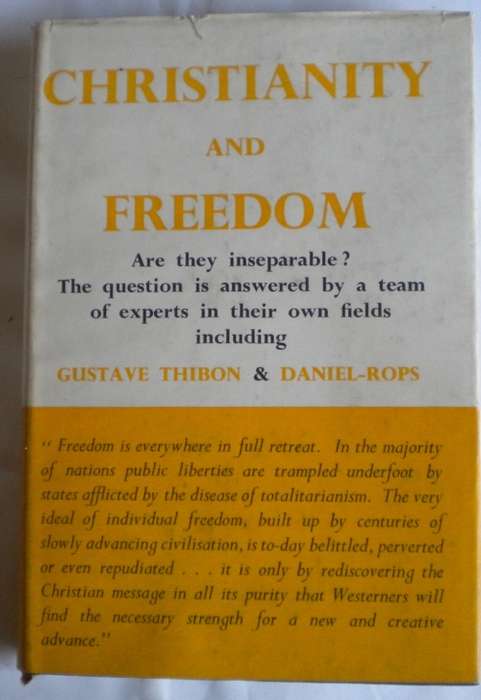 CHRISTIANITY
AND
FREEDOM
Are they inseparable?
The question is answered by a team
of experts in their own fields
including
GUSTAVE THIBON & DANIEL-ROPS
“ Freedom is everywhere in full retreat. In the majority
of nations public liberties are trampled underfoot by
states afflicted by the disease of totalitarianism. The very
ideal of individual freedom, built up by centuries of
slowly advancing civilisation, is to-day belittled, perverted
or even repudiated . . . it is only by rediscovering the
Christian message in all its purity that Westerners will
find the necessary strength for a new and creative
advance.”